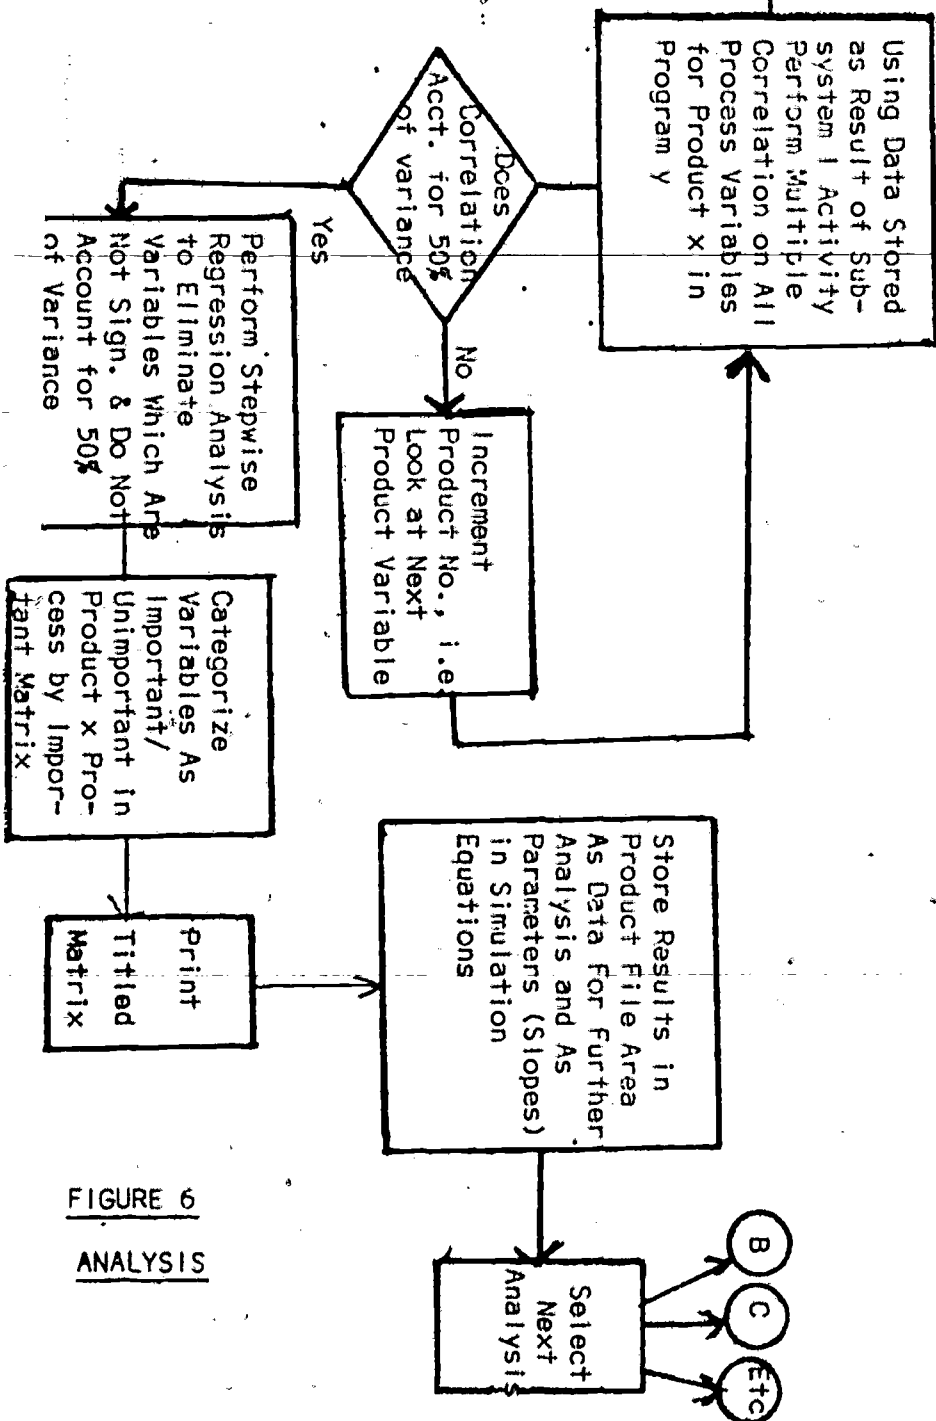 Using Data Stored
as Result of Sub-
system I Activity
Perform Multiple
Correlation on All
Process Variables
for Product x in
Program y
Does
Correlation
Acct. for 50%
of variance
No
Increment
Product No., i.e
Look at Next
Product Variable
Yes
Perform Stepwise
Regression Analysis
to Eliminate
Variables Which Are
Not Sign. & Do Not
Account for 50%
of Variance
Categorize
Variables As
Important/
Unimportant in
Product x Pro-
cess by Impor-
tant Matrix
Print
Titled
Matrix
Store Results in
Product File Area
As Data For Further
Analysis and As
Parameters (Slopes)
in Simulation
Equations
Select
Next
Analysis
B
C
Etc
FIGURE 6
ANALYSIS